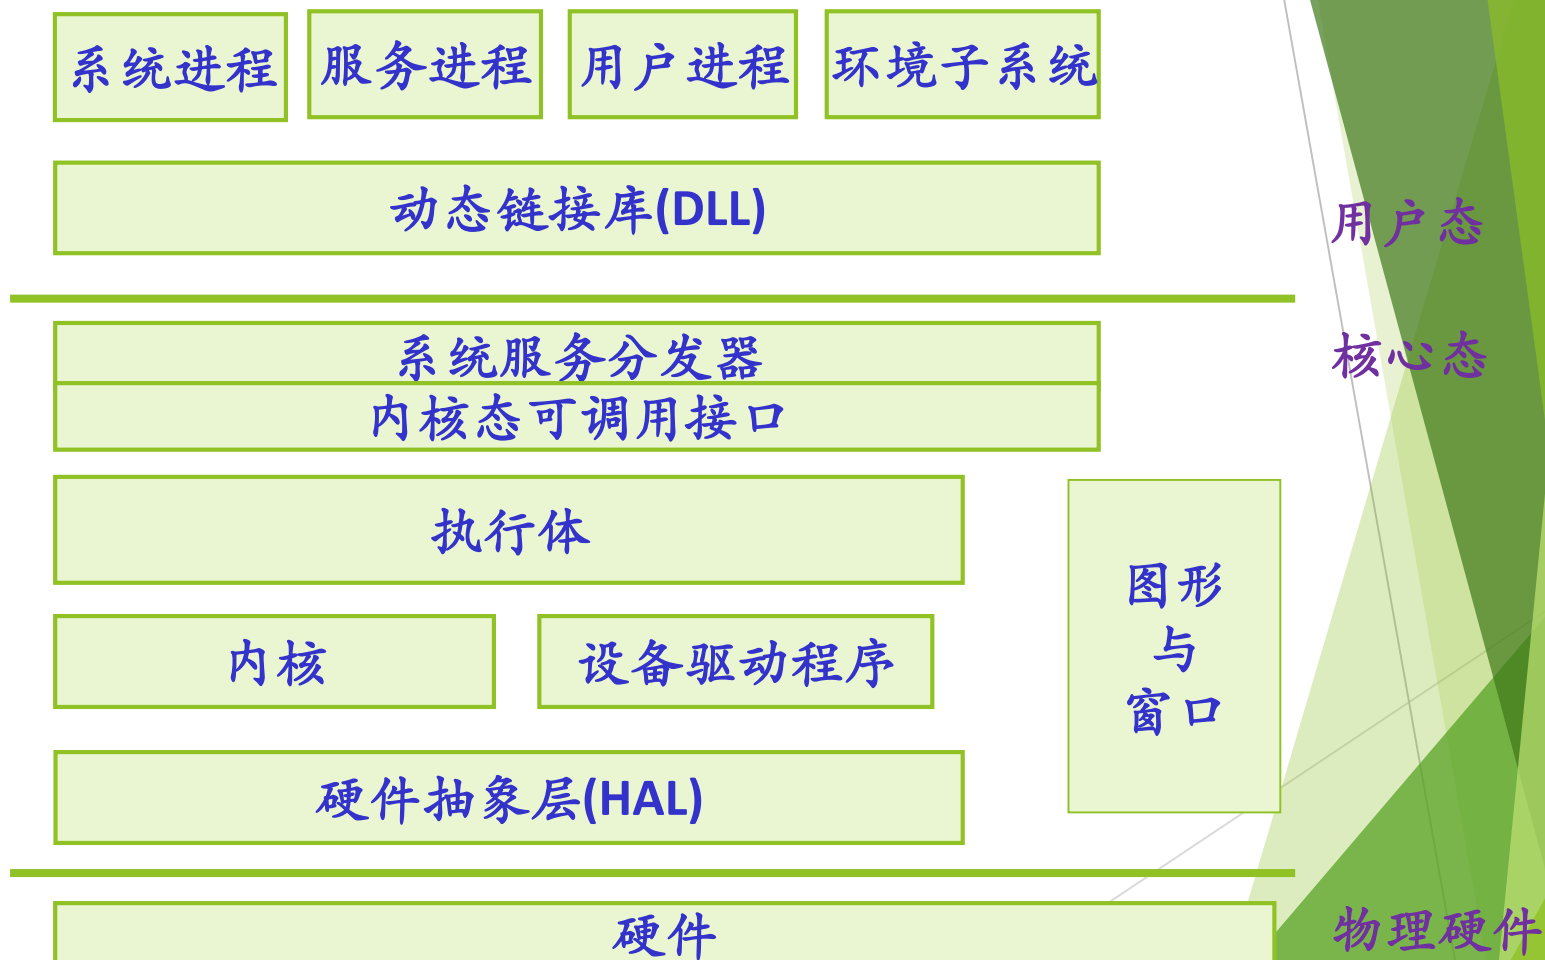 系统进程
服务进程
用户进程
环境子系统
动态链接库(DLL)
用户态
系统服务分发器
核心态
内核态可调用接口
执行体
图形
与
窗口
内核
设备驱动程序
硬件抽象层(HAL)
硬件
物理硬件